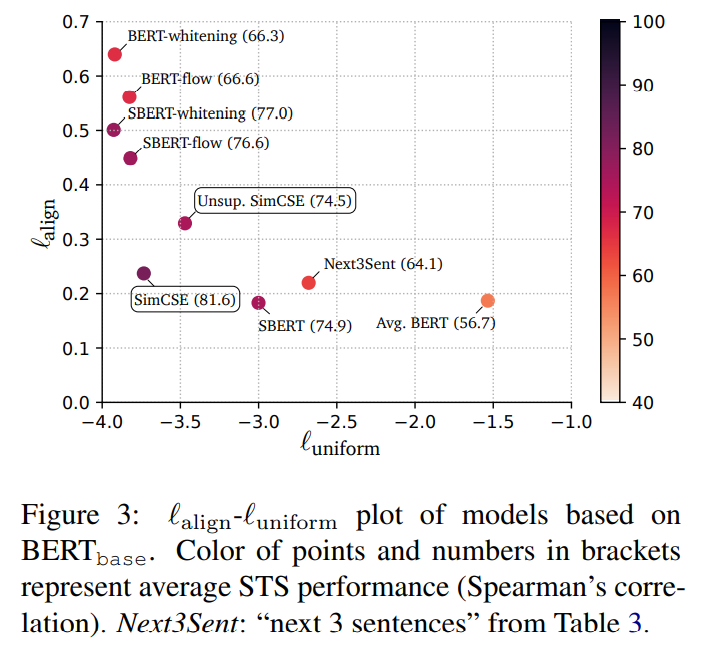 0.7
0.6
0.5
0.4
0.3
0.2
0.1
0.0
ℓalign
BERT-whitening (66.3)
BERT-flow (66.6)
SBERT-whitening (77.0)
SBERT-flow (76.6)
Unsup. SimCSE (74.5)
Next3Sent (64.1)
SimCSE (81.6)
SBERT (74.9)
Avg. BERT (56.7)
−4.0 −3.5 −3.0 −2.5 −2.0 −1.5 −1.0
ℓuniform
100
90
80
70
60
50
40
Figure 3: ℓalign-ℓuniform plot of models based on
BERTbase. Color of points and numbers in brackets
represent average STS performance (Spearman’s corre-
lation). Next3Sent: “next 3 sentences” from Table 3.